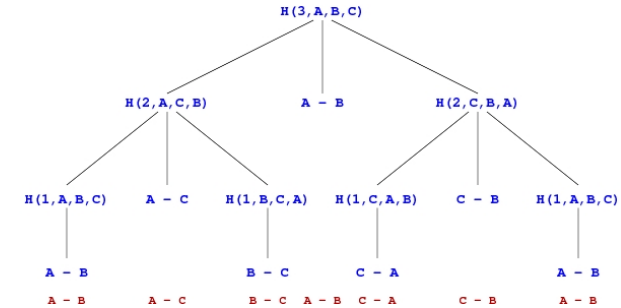 H(3,A,B,C)
H(2,A,C,B) A - B H(2,C,B,A)
H(1,A,B,C) A - C H(1,B,C,A) H(1,C,A,B) C - B H(1,A,B,C)
A - B B - C C - A A - B
A - B A - C B - C A - B C - A C - B A - B